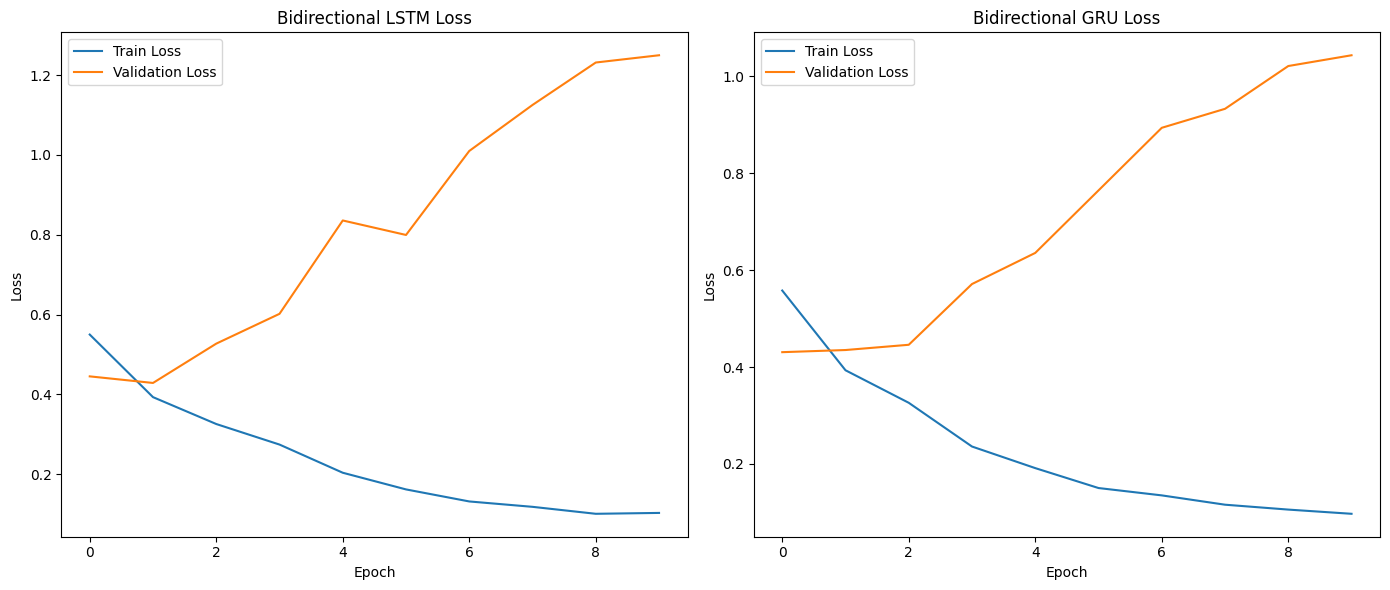 Bidirectional LSTM Loss
Train Loss
Validation Loss
1.2
1.0
0.8
0.6
0.4
0.2
Loss
0 2 4 6 8
Epoch
Bidirectional GRU Loss
Train Loss
Validation Loss
1.0
0.8
0.6
0.4
0.2
Loss
0 2 4 6 8
Epoch